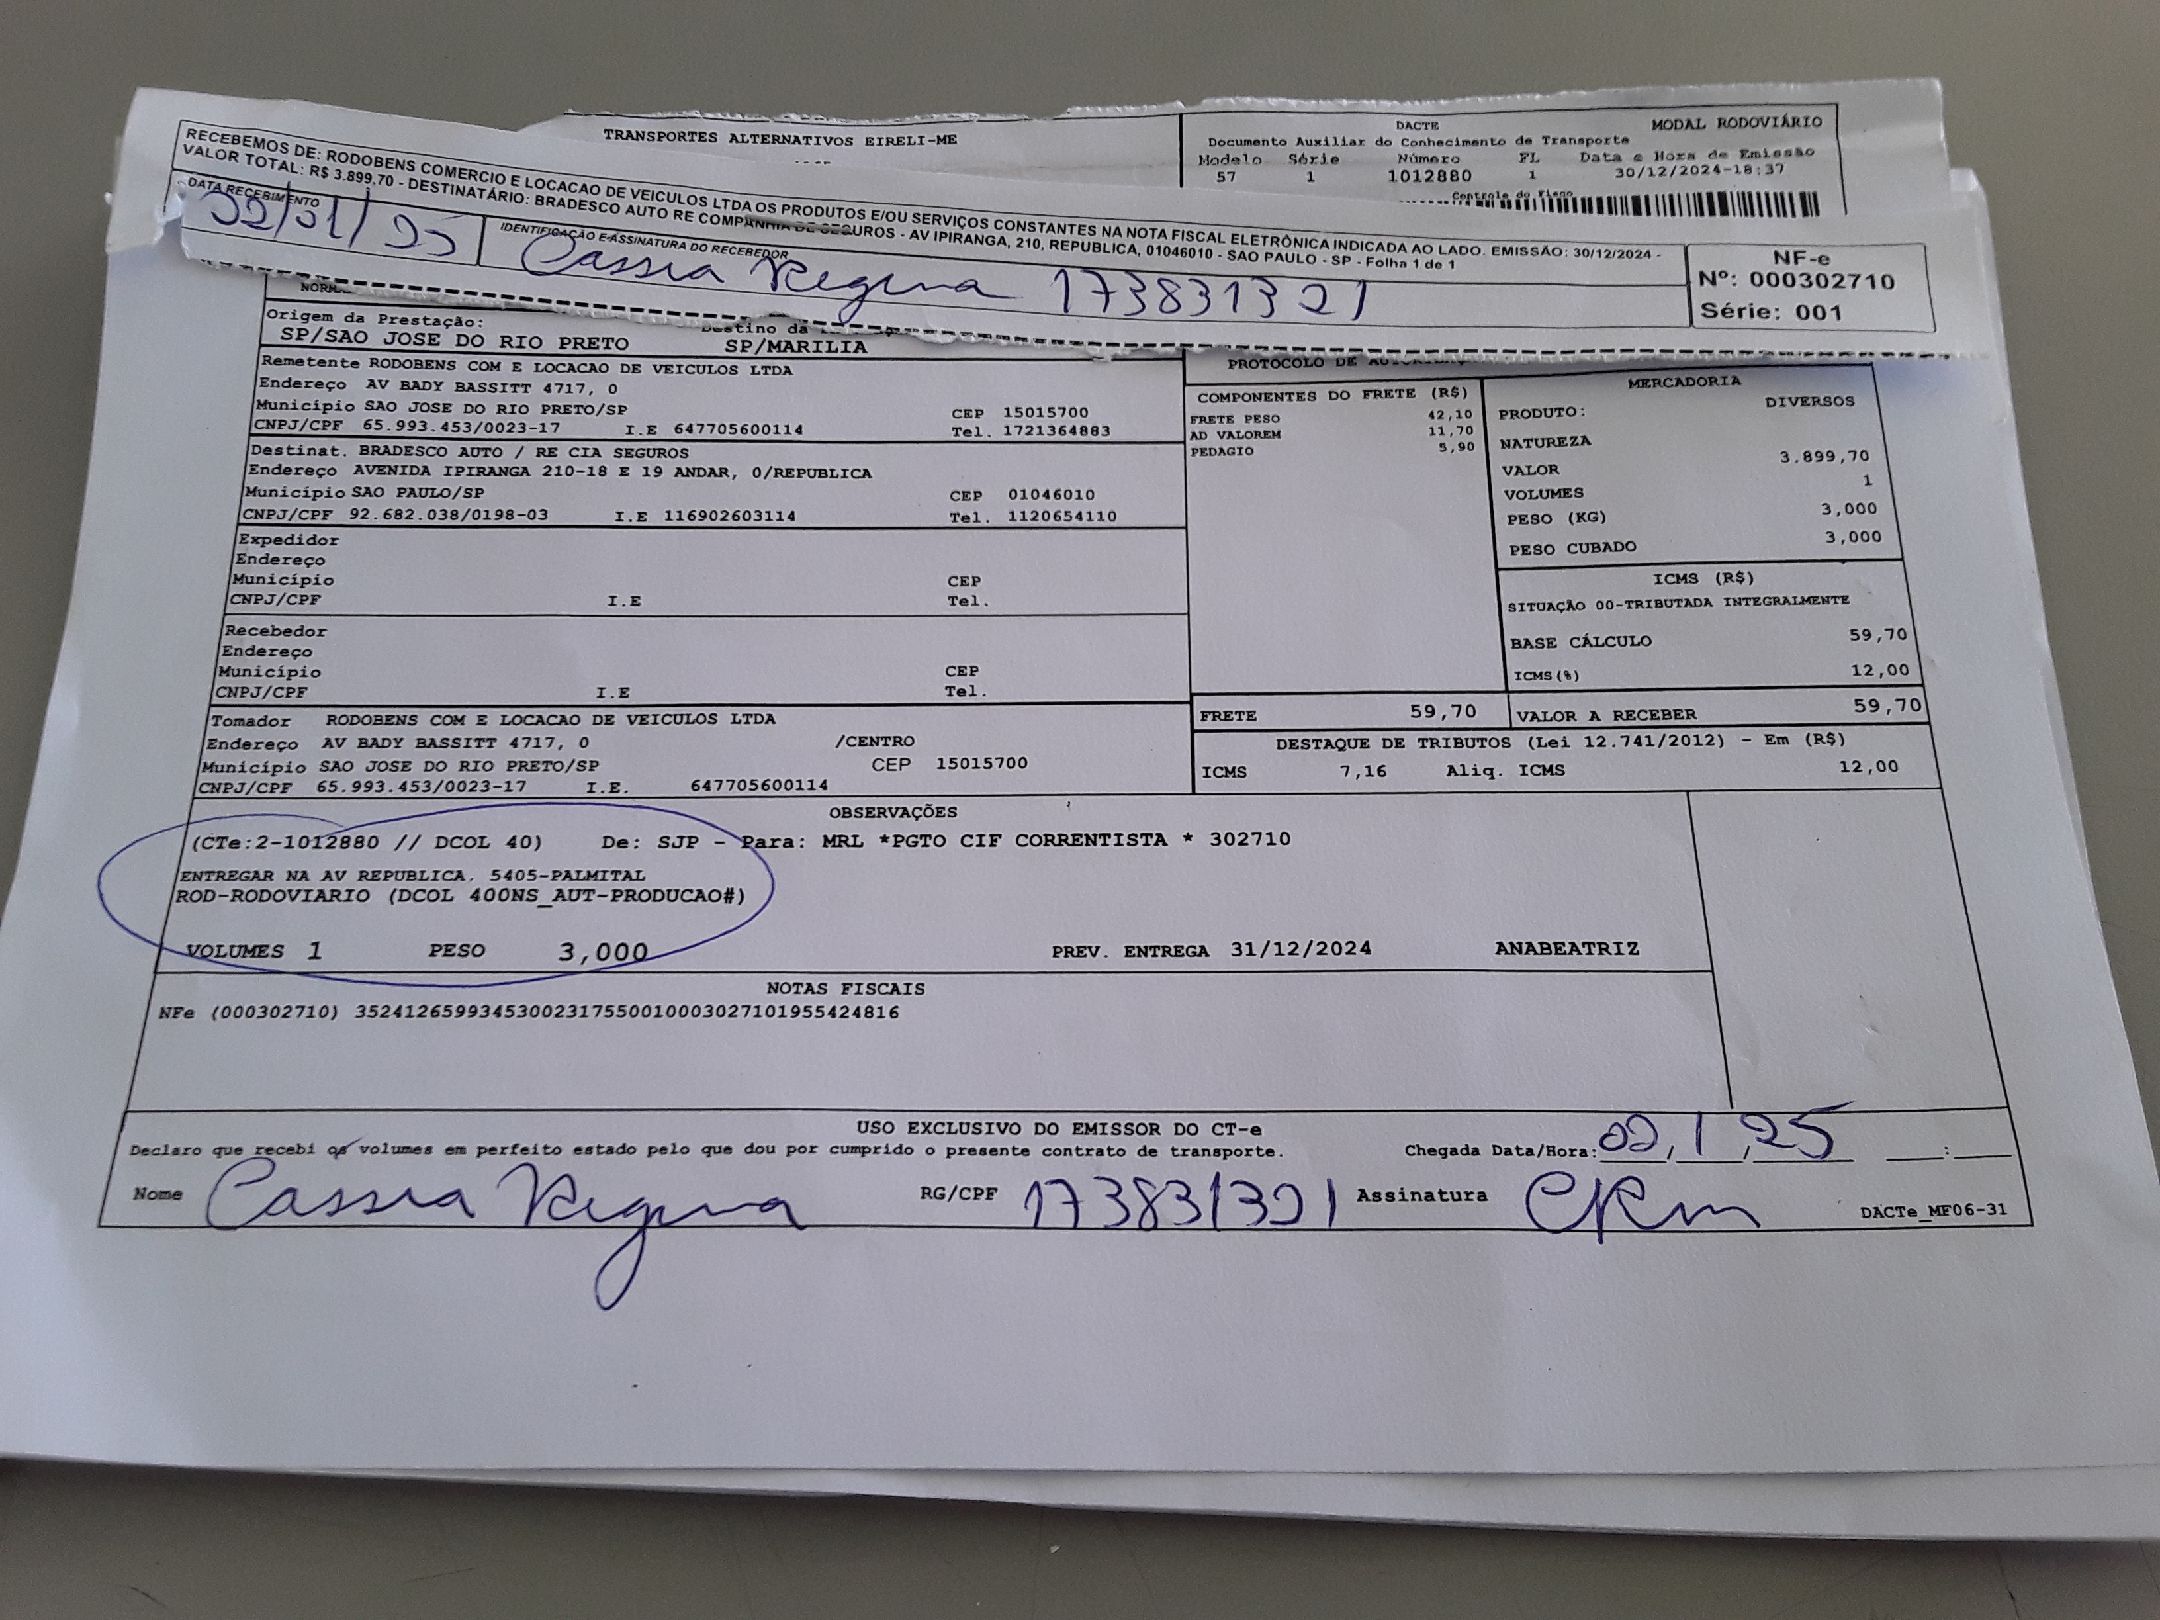 TRANSPORTES ALTERNATIVOS EIRELI-ME
DACTE
MODAL RODOVIÁRIO
Documento Auxiliar do Conhecimento de Transporte
Modelo Série Número FL Data e Hora de Emissão
57 1 1012880 1 30/12/2024-18:37
Controle do Fisco
RECEBEMOS DE: RODOBENS COMERCIO E LOCACAO DE VEICULOS LTDA OS PRODUTOS E/OU SERVIÇOS CONSTANTES NA NOTA FISCAL ELETRÔNICA INDICADA AO LADO. EMISSÃO: 30/12/2024 -
VALOR TOTAL: R$ 3.899,70 - DESTINATÁRIO: BRADESCO AUTO RE COMPANHIA DE SEGUROS - AV IPIRANGA, 210, REPUBLICA, 01046010 - SAO PAULO - SP - Folha 1 de 1
DATA RECEBIMENTO
02/01/25
IDENTIFICAÇÃO E ASSINATURA DO RECEBEDOR
Cassia Regina 173831321
NF-e
Nº: 000302710
Série: 001
Origem da Prestação:
SP/SAO JOSE DO RIO PRETO
SP/MARILIA
Remetente RODOBENS COM E LOCACAO DE VEICULOS LTDA
Endereço AV BADY BASSITT 4717, 0
Município SAO JOSE DO RIO PRETO/SP CEP 15015700
CNPJ/CPF 65.993.453/0023-17 I.E 647705600114 Tel. 1721364883
Destinat. BRADESCO AUTO / RE CIA SEGUROS
Endereço AVENIDA IPIRANGA 210-18 E 19 ANDAR, 0/REPUBLICA
Município SAO PAULO/SP CEP 01046010
CNPJ/CPF 92.682.038/0198-03 I.E 116902603114 Tel. 1120654110
Expedidor
Endereço
Município CEP
CNPJ/CPF I.E Tel.
Recebedor
Endereço
Município CEP
CNPJ/CPF I.E Tel.
Tomador RODOBENS COM E LOCACAO DE VEICULOS LTDA
Endereço AV BADY BASSITT 4717, 0 /CENTRO
Município SAO JOSE DO RIO PRETO/SP CEP 15015700
CNPJ/CPF 65.993.453/0023-17 I.E. 647705600114
PROTOCOLO DE
COMPONENTES DO FRETE (R$)
FRETE PESO 42,10
AD VALOREM 11,70
PEDAGIO 5,90
MERCADORIA
PRODUTO: DIVERSOS
NATUREZA
VALOR 3.899,70
VOLUMES 1
PESO (KG) 3,000
PESO CUBADO 3,000
ICMS (R$)
SITUAÇÃO 00-TRIBUTADA INTEGRALMENTE
BASE CÁLCULO 59,70
ICMS(%) 12,00
FRETE 59,70 VALOR A RECEBER 59,70
DESTAQUE DE TRIBUTOS (Lei 12.741/2012) - Em (R$)
ICMS 7,16 Aliq. ICMS 12,00
OBSERVAÇÕES
(CTe:2-1012880 // DCOL 40) De: SJP - Para: MRL *PGTO CIF CORRENTISTA * 302710
ENTREGAR NA AV REPUBLICA. 5405-PALMITAL
ROD-RODOVIARIO (DCOL 400NS_AUT-PRODUCAO#)
VOLUMES 1 PESO 3,000 PREV. ENTREGA 31/12/2024 ANABEATRIZ
NOTAS FISCAIS
NFe (000302710) 35241265993453002317550010003027101955424816
USO EXCLUSIVO DO EMISSOR DO CT-e
Declaro que recebi os volumes em perfeito estado pelo que dou por cumprido o presente contrato de transporte. Chegada Data/Hora: 02, 1, 25 :
Nome Cassia Regina RG/CPF 173831321 Assinatura CRm
DACTe_MF06-31